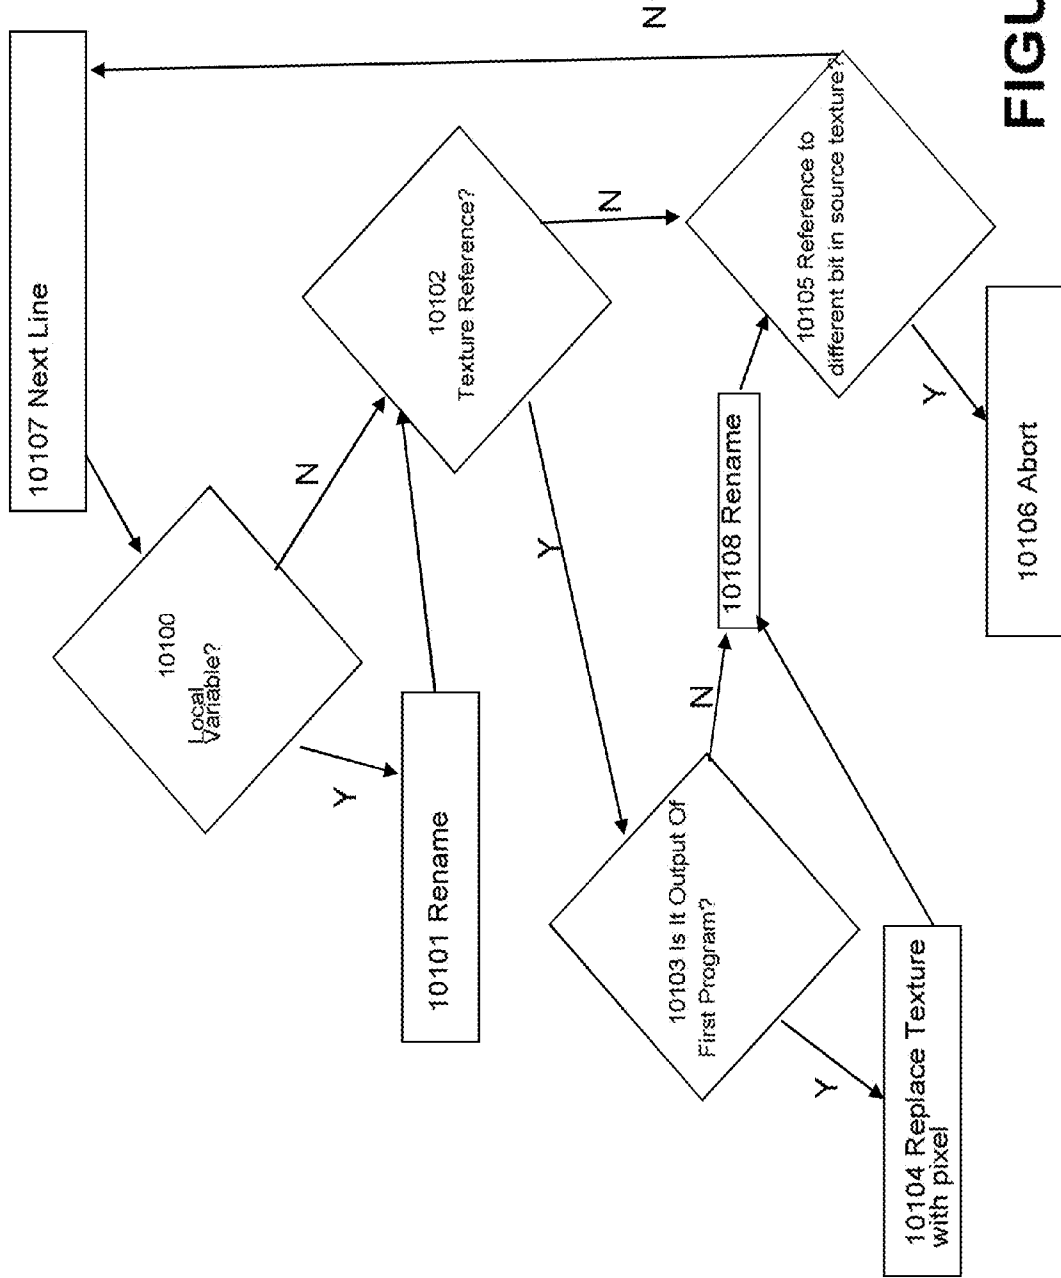 10107 Next Line
10100
Local
Variable?
N
Y
10101 Rename
10102
Texture Reference?
N
Y
10103 Is It Output Of
First Program?
N
Y
10104 Replace Texture
with pixel
10108 Rename
10105 Reference to
different bit in source texture?
N
Y
10106 Abort
FIGU